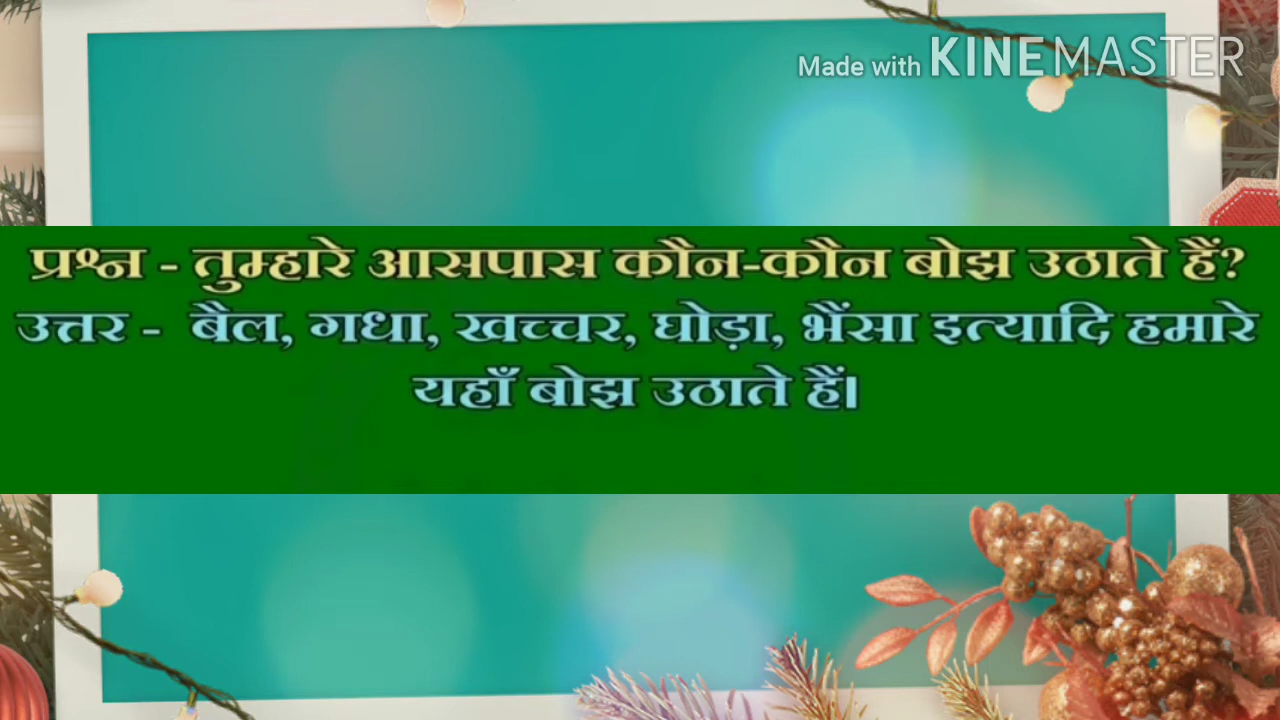 Made with KINEMASTER
प्रश्न - तुम्हारे आसपास कौन-कौन बोझ उठाते हैं?
उत्तर - बैल, गधा, खच्चर, घोड़ा, भैंसा इत्यादि हमारे
यहाँ बोझ उठाते हैं।